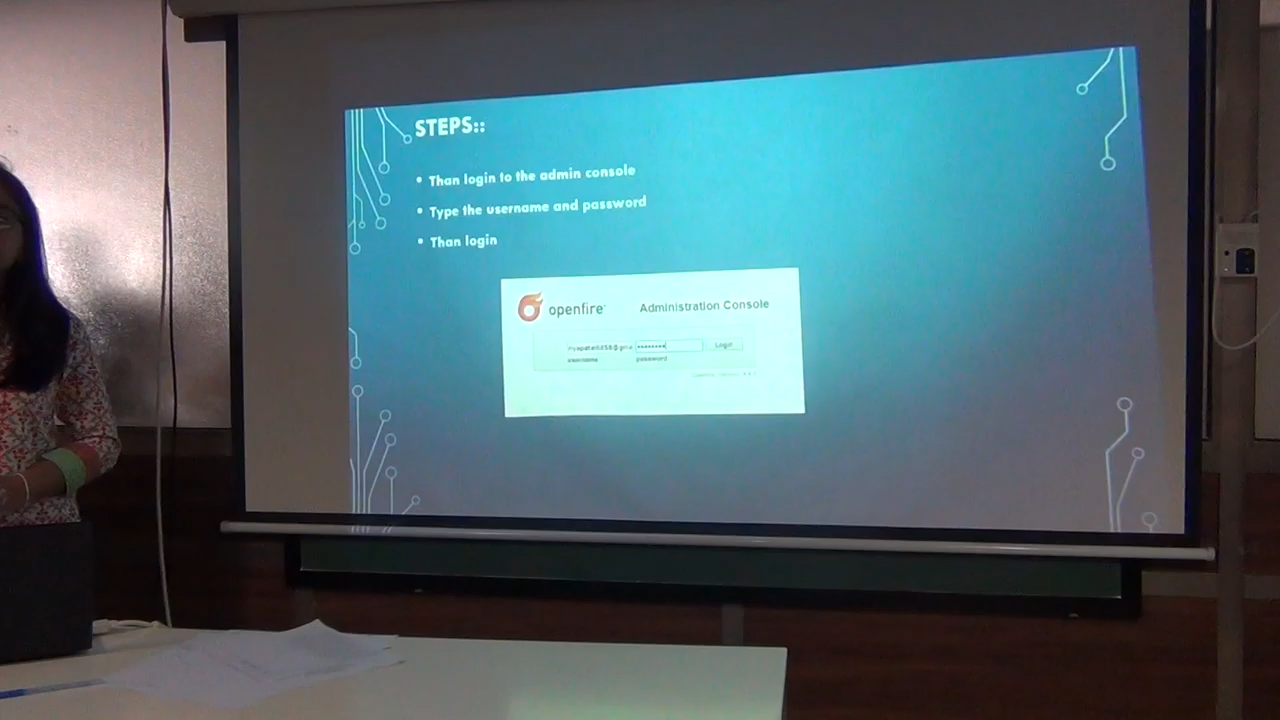 STEPS::
• Than login to the admin console
• Type the username and password
• Than login
openfire Administration Console
Login
username password